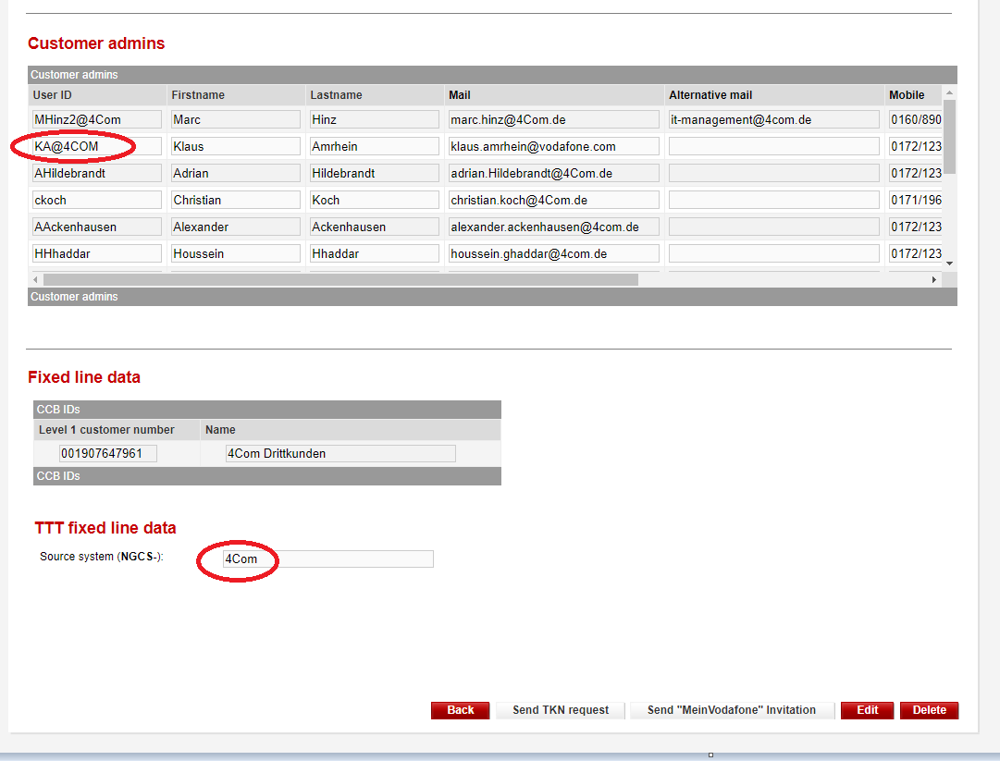 Customer admins
Customer admins
User ID Firstname Lastname Mail Alternative mail Mobile
MHinz2@4Com Marc Hinz marc.hinz@4Com.de it-management@4com.de 0160/890
KA@4COM Klaus Amrhein klaus.amrhein@vodafone.com 0172/123
AHildebrandt Adrian Hildebrandt adrian.Hildebrandt@4Com.de 0172/123
ckoch Christian Koch christian.koch@4Com.de 0171/196
AAckenhausen Alexander Ackenhausen alexander.ackenhausen@4com.de 0172/123
HHhaddar Houssein Hhaddar houssein.ghaddar@4com.de 0172/123
Customer admins
Fixed line data
CCB IDs
Level 1 customer number Name
001907647961 4Com Drittkunden
CCB IDs
TTT fixed line data
Source system (NGCS-): 4Com
Back Send TKN request Send "MeinVodafone" Invitation Edit Delete